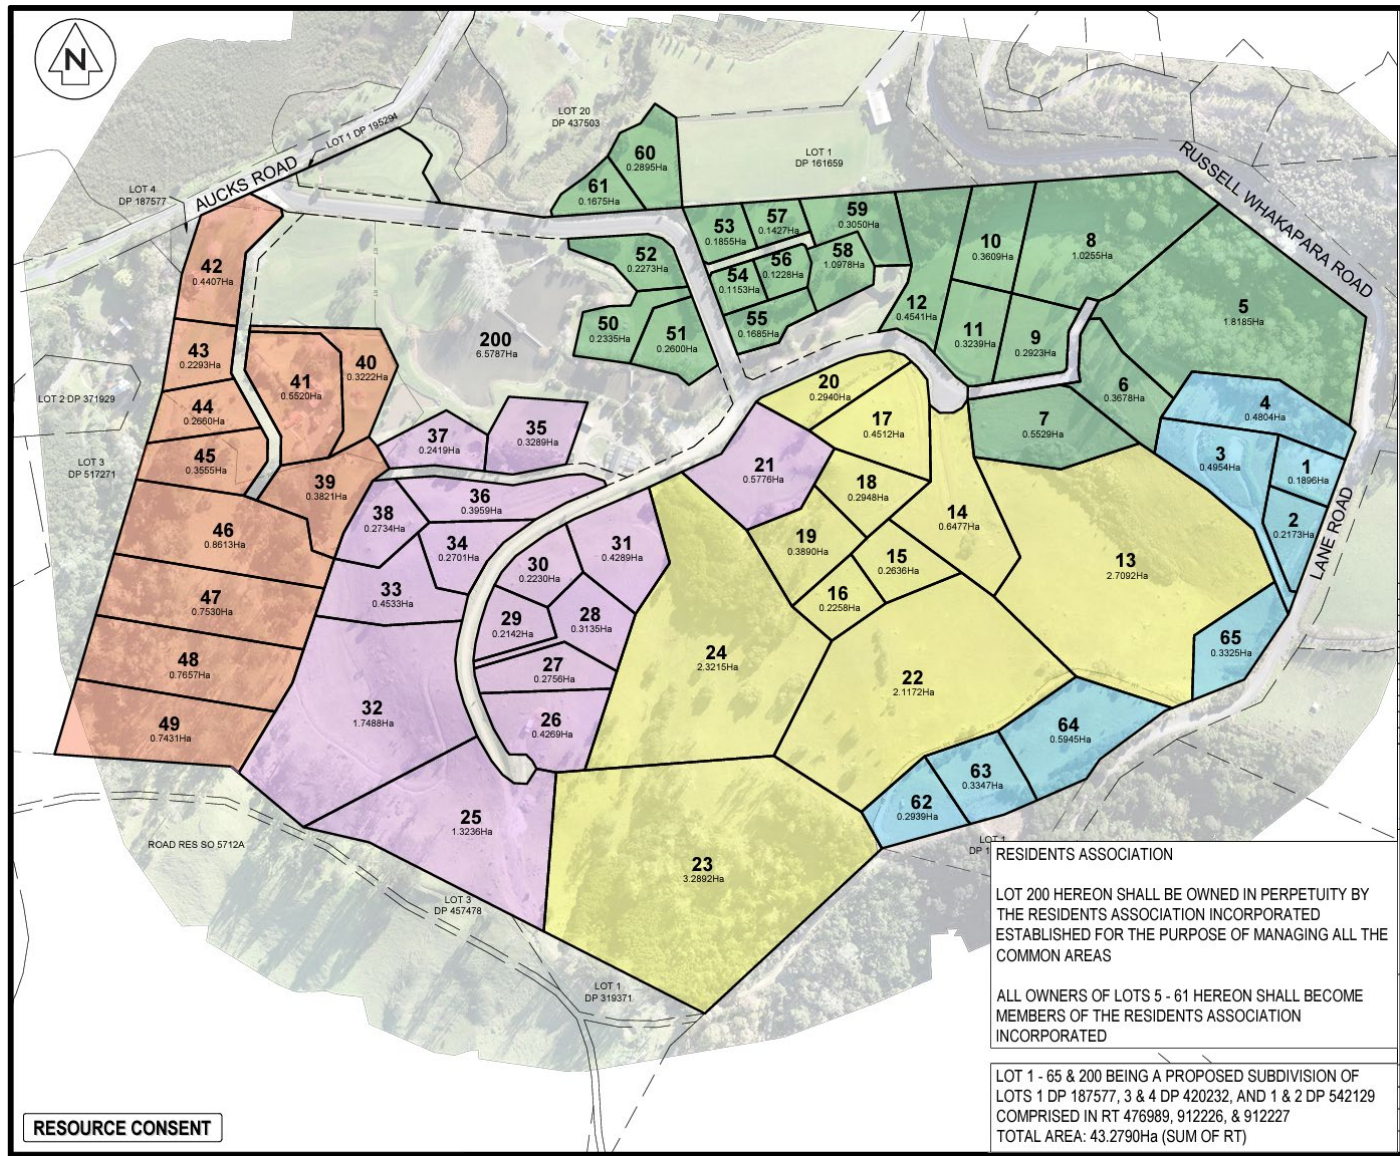 N
LOT 20
DP 437503
LOT 1 DP 195294
AUCKS ROAD
LOT 4
DP 187577
LOT 1
DP 161659
RUSSELL WHAKAPARA ROAD
60
0.2895Ha
61
0.1675Ha
53
0.1855Ha
57
0.1427Ha
59
0.3050Ha
10
0.3609Ha
8
1.0255Ha
42
0.4407Ha
52
0.2273Ha
54
0.1153Ha
56
0.1228Ha
58
1.0978Ha
12
0.4541Ha
5
1.8185Ha
50
0.2335Ha
51
0.2600Ha
55
0.1685Ha
11
0.3239Ha
9
0.2923Ha
200
6.5787Ha
43
0.2293Ha
41
0.5520Ha
40
0.3222Ha
20
0.2940Ha
6
0.3678Ha
LOT 2 DP 371929
44
0.2660Ha
17
0.4512Ha
7
0.5529Ha
4
0.4804Ha
37
0.2419Ha
35
0.3289Ha
LOT 3
DP 517271
45
0.3555Ha
39
0.3821Ha
21
0.5776Ha
18
0.2948Ha
3
0.4954Ha
1
0.1896Ha
36
0.3959Ha
38
0.2734Ha
14
0.6477Ha
2
0.2173Ha
LANE ROAD
46
0.8613Ha
34
0.2701Ha
31
0.4289Ha
19
0.3890Ha
15
0.2636Ha
13
2.7092Ha
30
0.2230Ha
33
0.4533Ha
16
0.2258Ha
47
0.7530Ha
29
0.2142Ha
28
0.3135Ha
65
0.3325Ha
48
0.7657Ha
27
0.2756Ha
24
2.3215Ha
22
2.1172Ha
32
1.7488Ha
49
0.7431Ha
26
0.4269Ha
64
0.5945Ha
63
0.3347Ha
62
0.2939Ha
25
1.3236Ha
ROAD RES SO 5712A
23
3.2892Ha
LOT 1
DP 1
LOT 3
DP 457478
LOT 1
DP 319371
RESIDENTS ASSOCIATION
LOT 200 HEREON SHALL BE OWNED IN PERPETUITY BY
THE RESIDENTS ASSOCIATION INCORPORATED
ESTABLISHED FOR THE PURPOSE OF MANAGING ALL THE
COMMON AREAS
ALL OWNERS OF LOTS 5 - 61 HEREON SHALL BECOME
MEMBERS OF THE RESIDENTS ASSOCIATION
INCORPORATED
LOT 1 - 65 & 200 BEING A PROPOSED SUBDIVISION OF
LOTS 1 DP 187577, 3 & 4 DP 420232, AND 1 & 2 DP 542129
COMPRISED IN RT 476989, 912226, & 912227
TOTAL AREA: 43.2790Ha (SUM OF RT)
RESOURCE CONSENT